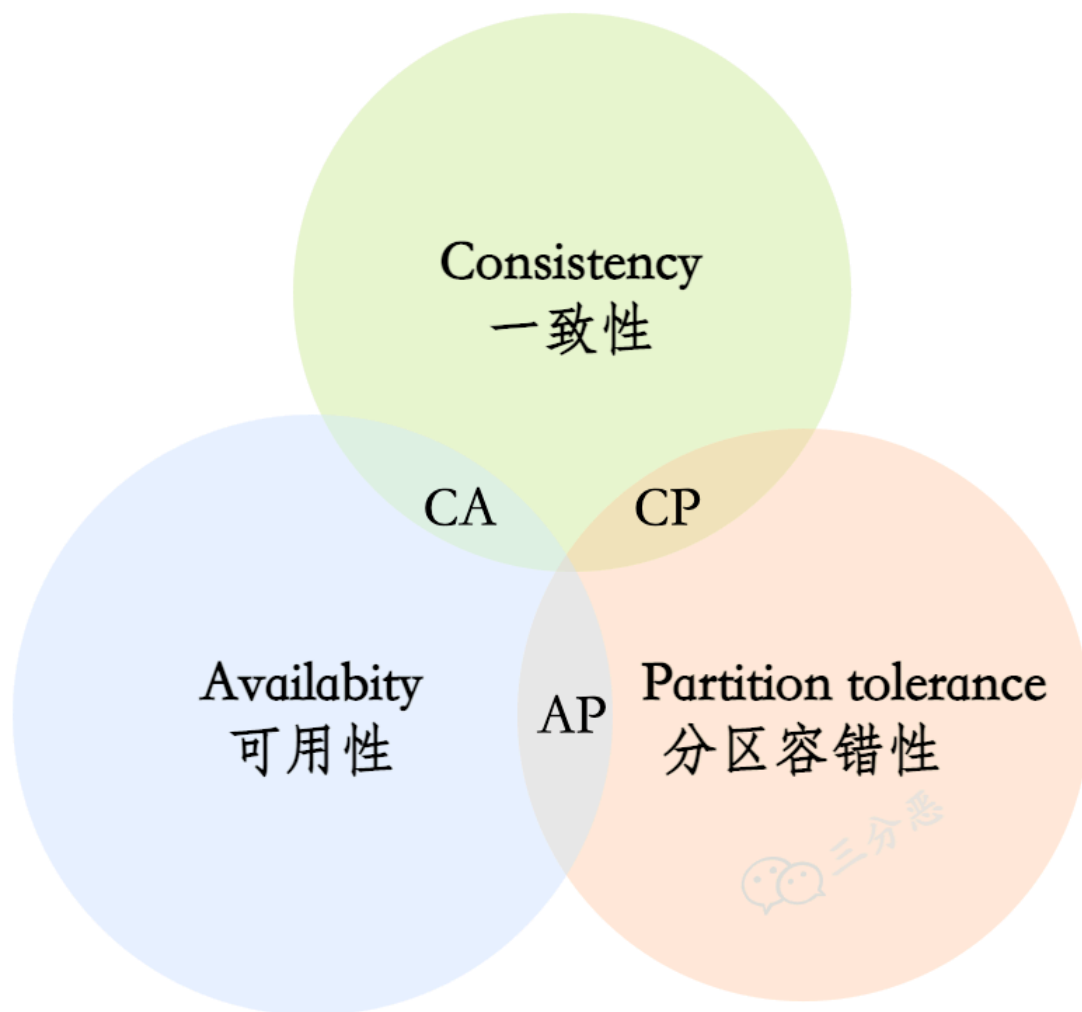 Consistency
一致性
CA
CP
Availabity
可用性
AP
Partition tolerance
分区容错性
三分恶